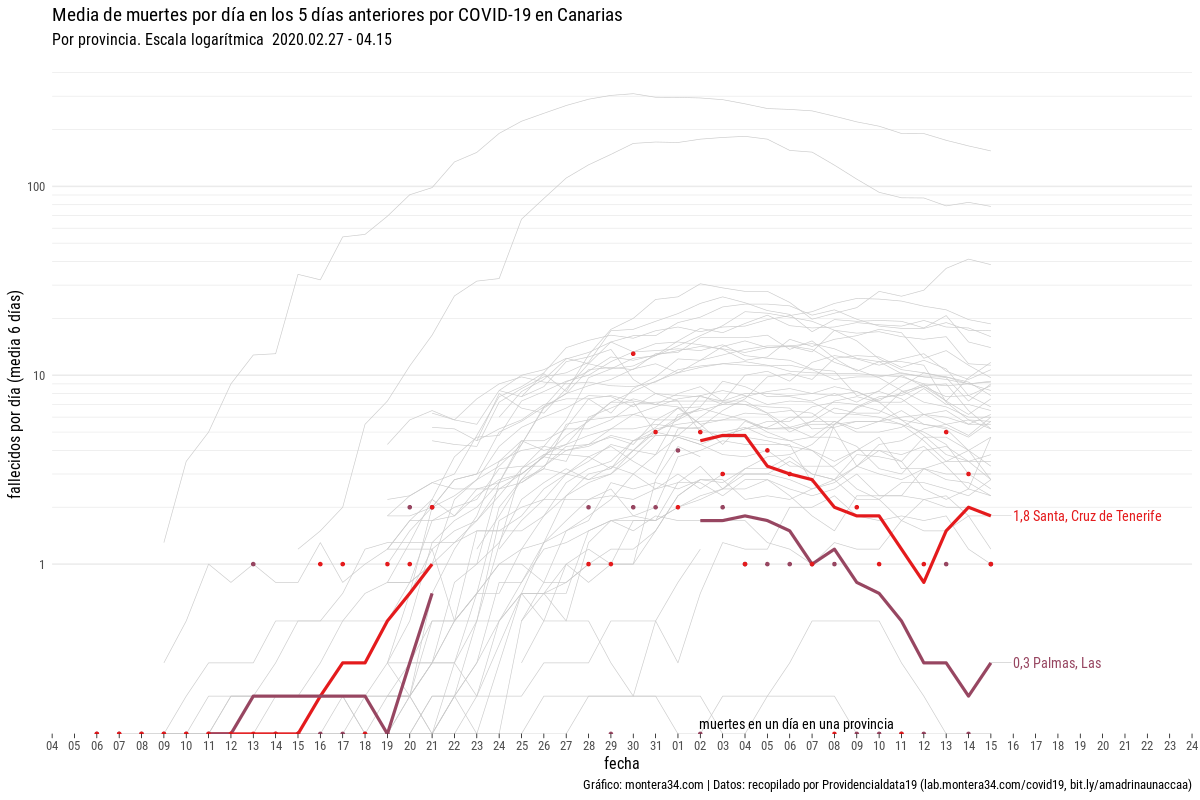 Media de muertes por día en los 5 días anteriores por COVID-19 en Canarias
Por provincia. Escala logarítmica  2020.02.27 - 04.15
fallecidos por día (media 6 días)
100
10
1
1,8 Santa, Cruz de Tenerife
0,3 Palmas, Las
muertes en un día en una provincia
04 05 06 07 08 09 10 11 12 13 14 15 16 17 18 19 20 21 22 23 24 25 26 27 28 29 30 31 01 02 03 04 05 06 07 08 09 10 11 12 13 14 15 16 17 18 19 20 21 22 23 24
fecha
Gráfico: montera34.com | Datos: recopilado por Providencialdata19 (lab.montera34.com/covid19, bit.ly/amadrinaunaccaa)